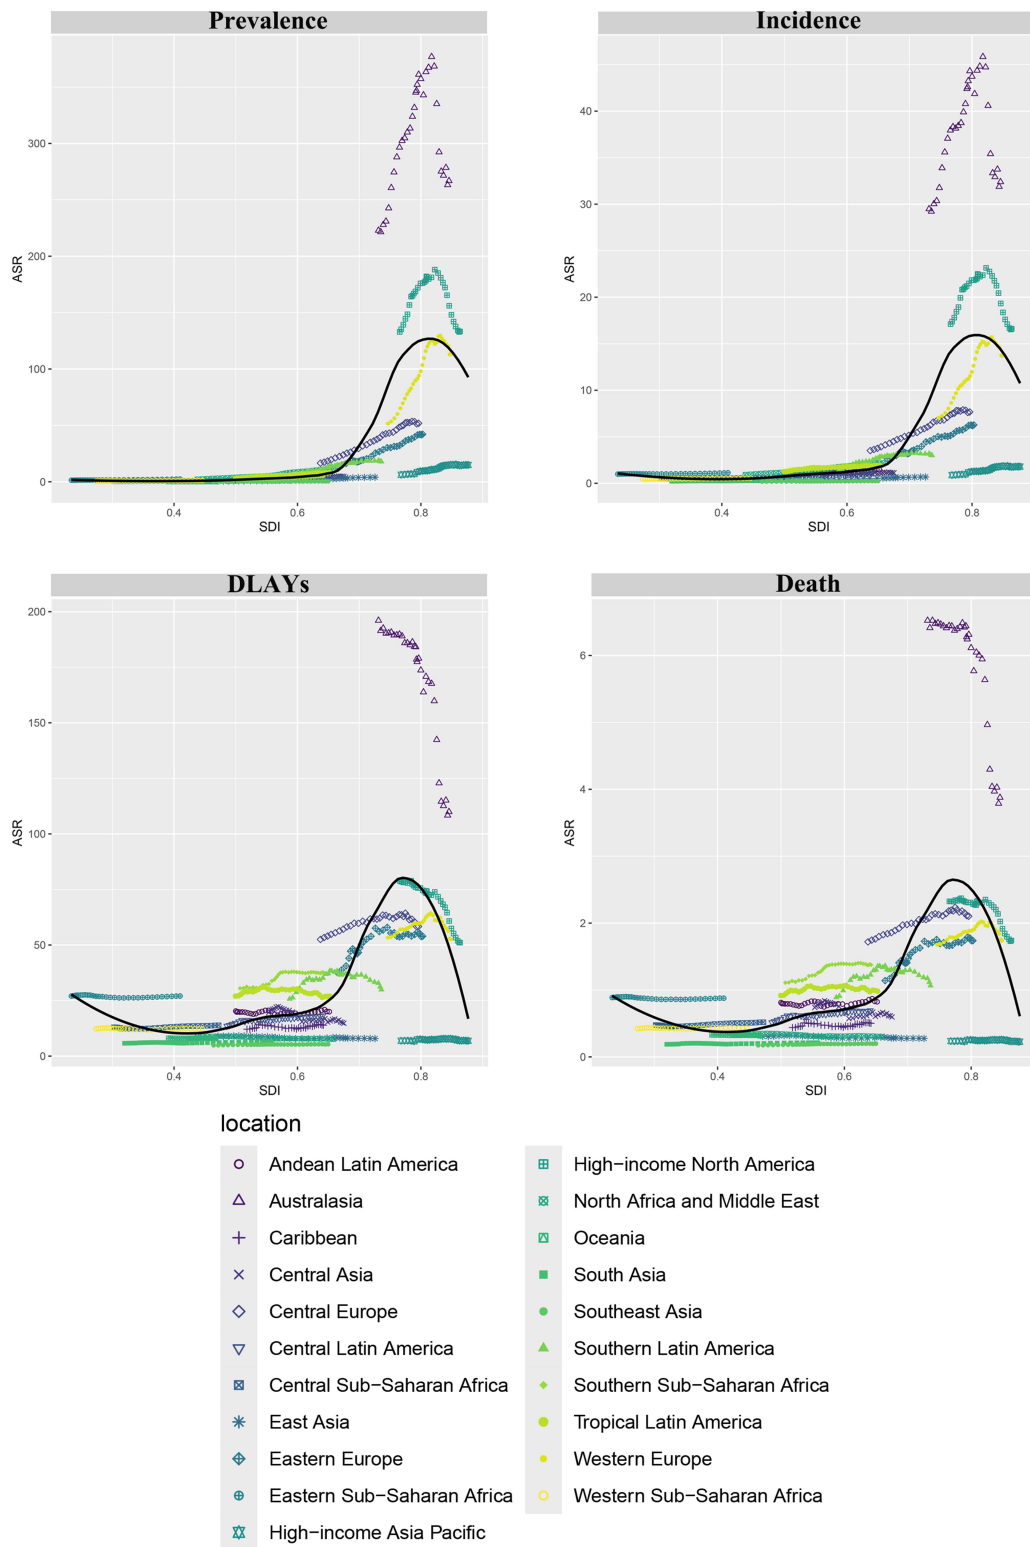 Prevalence
Incidence
ASR
300
200
100
0
0.4
0.6
0.8
SDI
ASR
40
30
20
10
0
0.4
0.6
0.8
SDI
DLAYs
Death
ASR
200
150
100
50
0
0.4
0.6
0.8
SDI
ASR
6
4
2
0
0.4
0.6
0.8
SDI
location
Andean Latin America
Australasia
Caribbean
Central Asia
Central Europe
Central Latin America
Central Sub−Saharan Africa
East Asia
Eastern Europe
Eastern Sub−Saharan Africa
High−income Asia Pacific
High−income North America
North Africa and Middle East
Oceania
South Asia
Southeast Asia
Southern Latin America
Southern Sub−Saharan Africa
Tropical Latin America
Western Europe
Western Sub−Saharan Africa